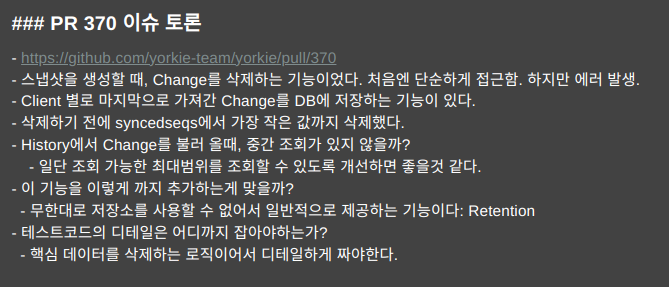 ### PR 370 이슈 토론
- https://github.com/yorkie-team/yorkie/pull/370
- 스냅샷을 생성할 때, Change를 삭제하는 기능이었다. 처음엔 단순하게 접근함. 하지만 에러 발생.
- Client 별로 마지막으로 가져간 Change를 DB에 저장하는 기능이 있다.
- 삭제하기 전에 syncedseqs에서 가장 작은 값까지 삭제했다.
- History에서 Change를 불러 올때, 중간 조회가 있지 않을까?
- 일단 조회 가능한 최대범위를 조회할 수 있도록 개선하면 좋을것 같다.
- 이 기능을 이렇게 까지 추가하는게 맞을까?
- 무한대로 저장소를 사용할 수 없어서 일반적으로 제공하는 기능이다: Retention
- 테스트코드의 디테일은 어디까지 잡아야하는가?
- 핵심 데이터를 삭제하는 로직이어서 디테일하게 짜야한다.